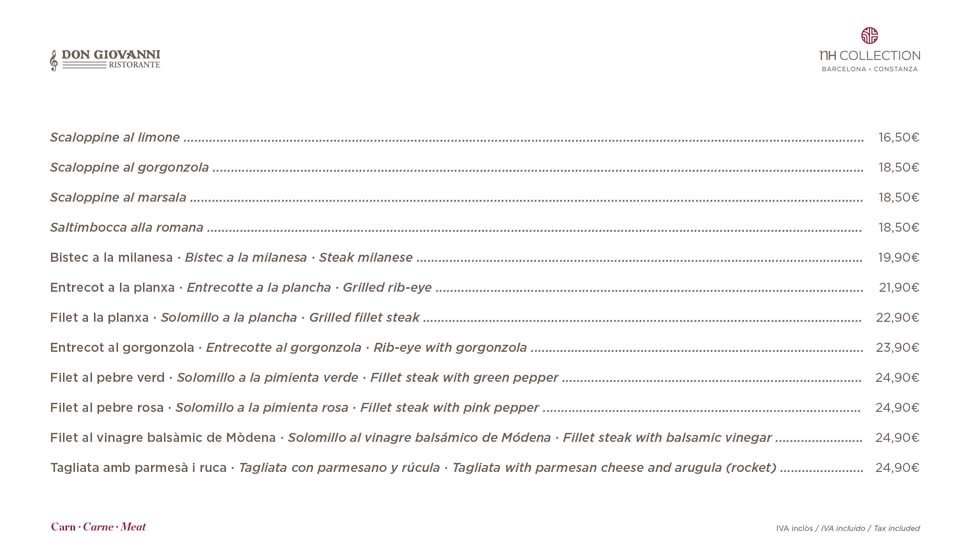 DON GIOVANNI
RISTORANTE
nH COLLECTION
BARCELONA • CONSTANZA
Scaloppine al limone ........ 16,50€
Scaloppine al gorgonzola ........ 18,50€
Scaloppine al marsala ........ 18,50€
Saltimbocca alla romana ........ 18,50€
Bistec a la milanesa · Bistec a la milanesa · Steak milanese ........ 19,90€
Entrecot a la planxa · Entrecotte a la plancha · Grilled rib-eye ........ 21,90€
Filet a la planxa · Solomillo a la plancha · Grilled fillet steak ........ 22,90€
Entrecot al gorgonzola · Entrecotte al gorgonzola · Rib-eye with gorgonzola ........ 23,90€
Filet al pebre verd · Solomillo a la pimienta verde · Fillet steak with green pepper ........ 24,90€
Filet al pebre rosa · Solomillo a la pimienta rosa · Fillet steak with pink pepper ........ 24,90€
Filet al vinagre balsàmic de Mòdena · Solomillo al vinagre balsámico de Módena · Fillet steak with balsamic vinegar ........ 24,90€
Tagliata amb parmesà i ruca · Tagliata con parmesano y rúcula · Tagliata with parmesan cheese and arugula (rocket) ........ 24,90€
Carn · Carne · Meat
IVA inclòs / IVA incluido / Tax included